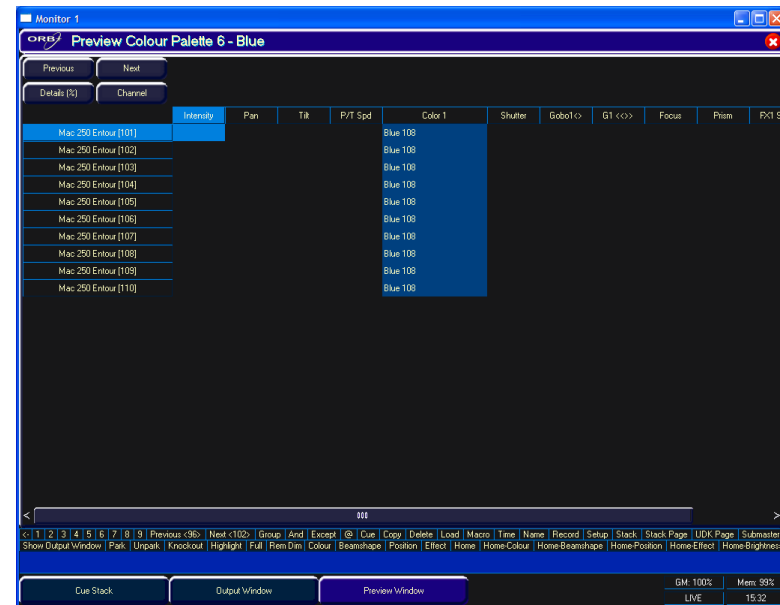 Monitor 1
ORB Preview Colour Palette 6 - Blue
Previous Next
Details (%) Channel
Intensity Pan Tilt P/T Spd Color 1 Shutter Gobo1<> G1 <<>> Focus Prism FX1 S
Mac 250 Entour [101] Blue 108
Mac 250 Entour [102] Blue 108
Mac 250 Entour [103] Blue 108
Mac 250 Entour [104] Blue 108
Mac 250 Entour [105] Blue 108
Mac 250 Entour [106] Blue 108
Mac 250 Entour [107] Blue 108
Mac 250 Entour [108] Blue 108
Mac 250 Entour [109] Blue 108
Mac 250 Entour [110] Blue 108
<- 1 2 3 4 5 6 7 8 9 Previous <96> Next <102> Group And Except @ Cue Copy Delete Load Macro Time Name Record Setup Stack Stack Page UDK Page Submaster
Show Output Window Park Unpark Knockout Highlight Full Rem Dim Colour Beamshape Position Effect Home Home-Colour Home-Beamshape Home-Position Home-Effect Home-Brightnes
Cue Stack Output Window Preview Window GM: 100% Mem: 99%
LIVE 15:32